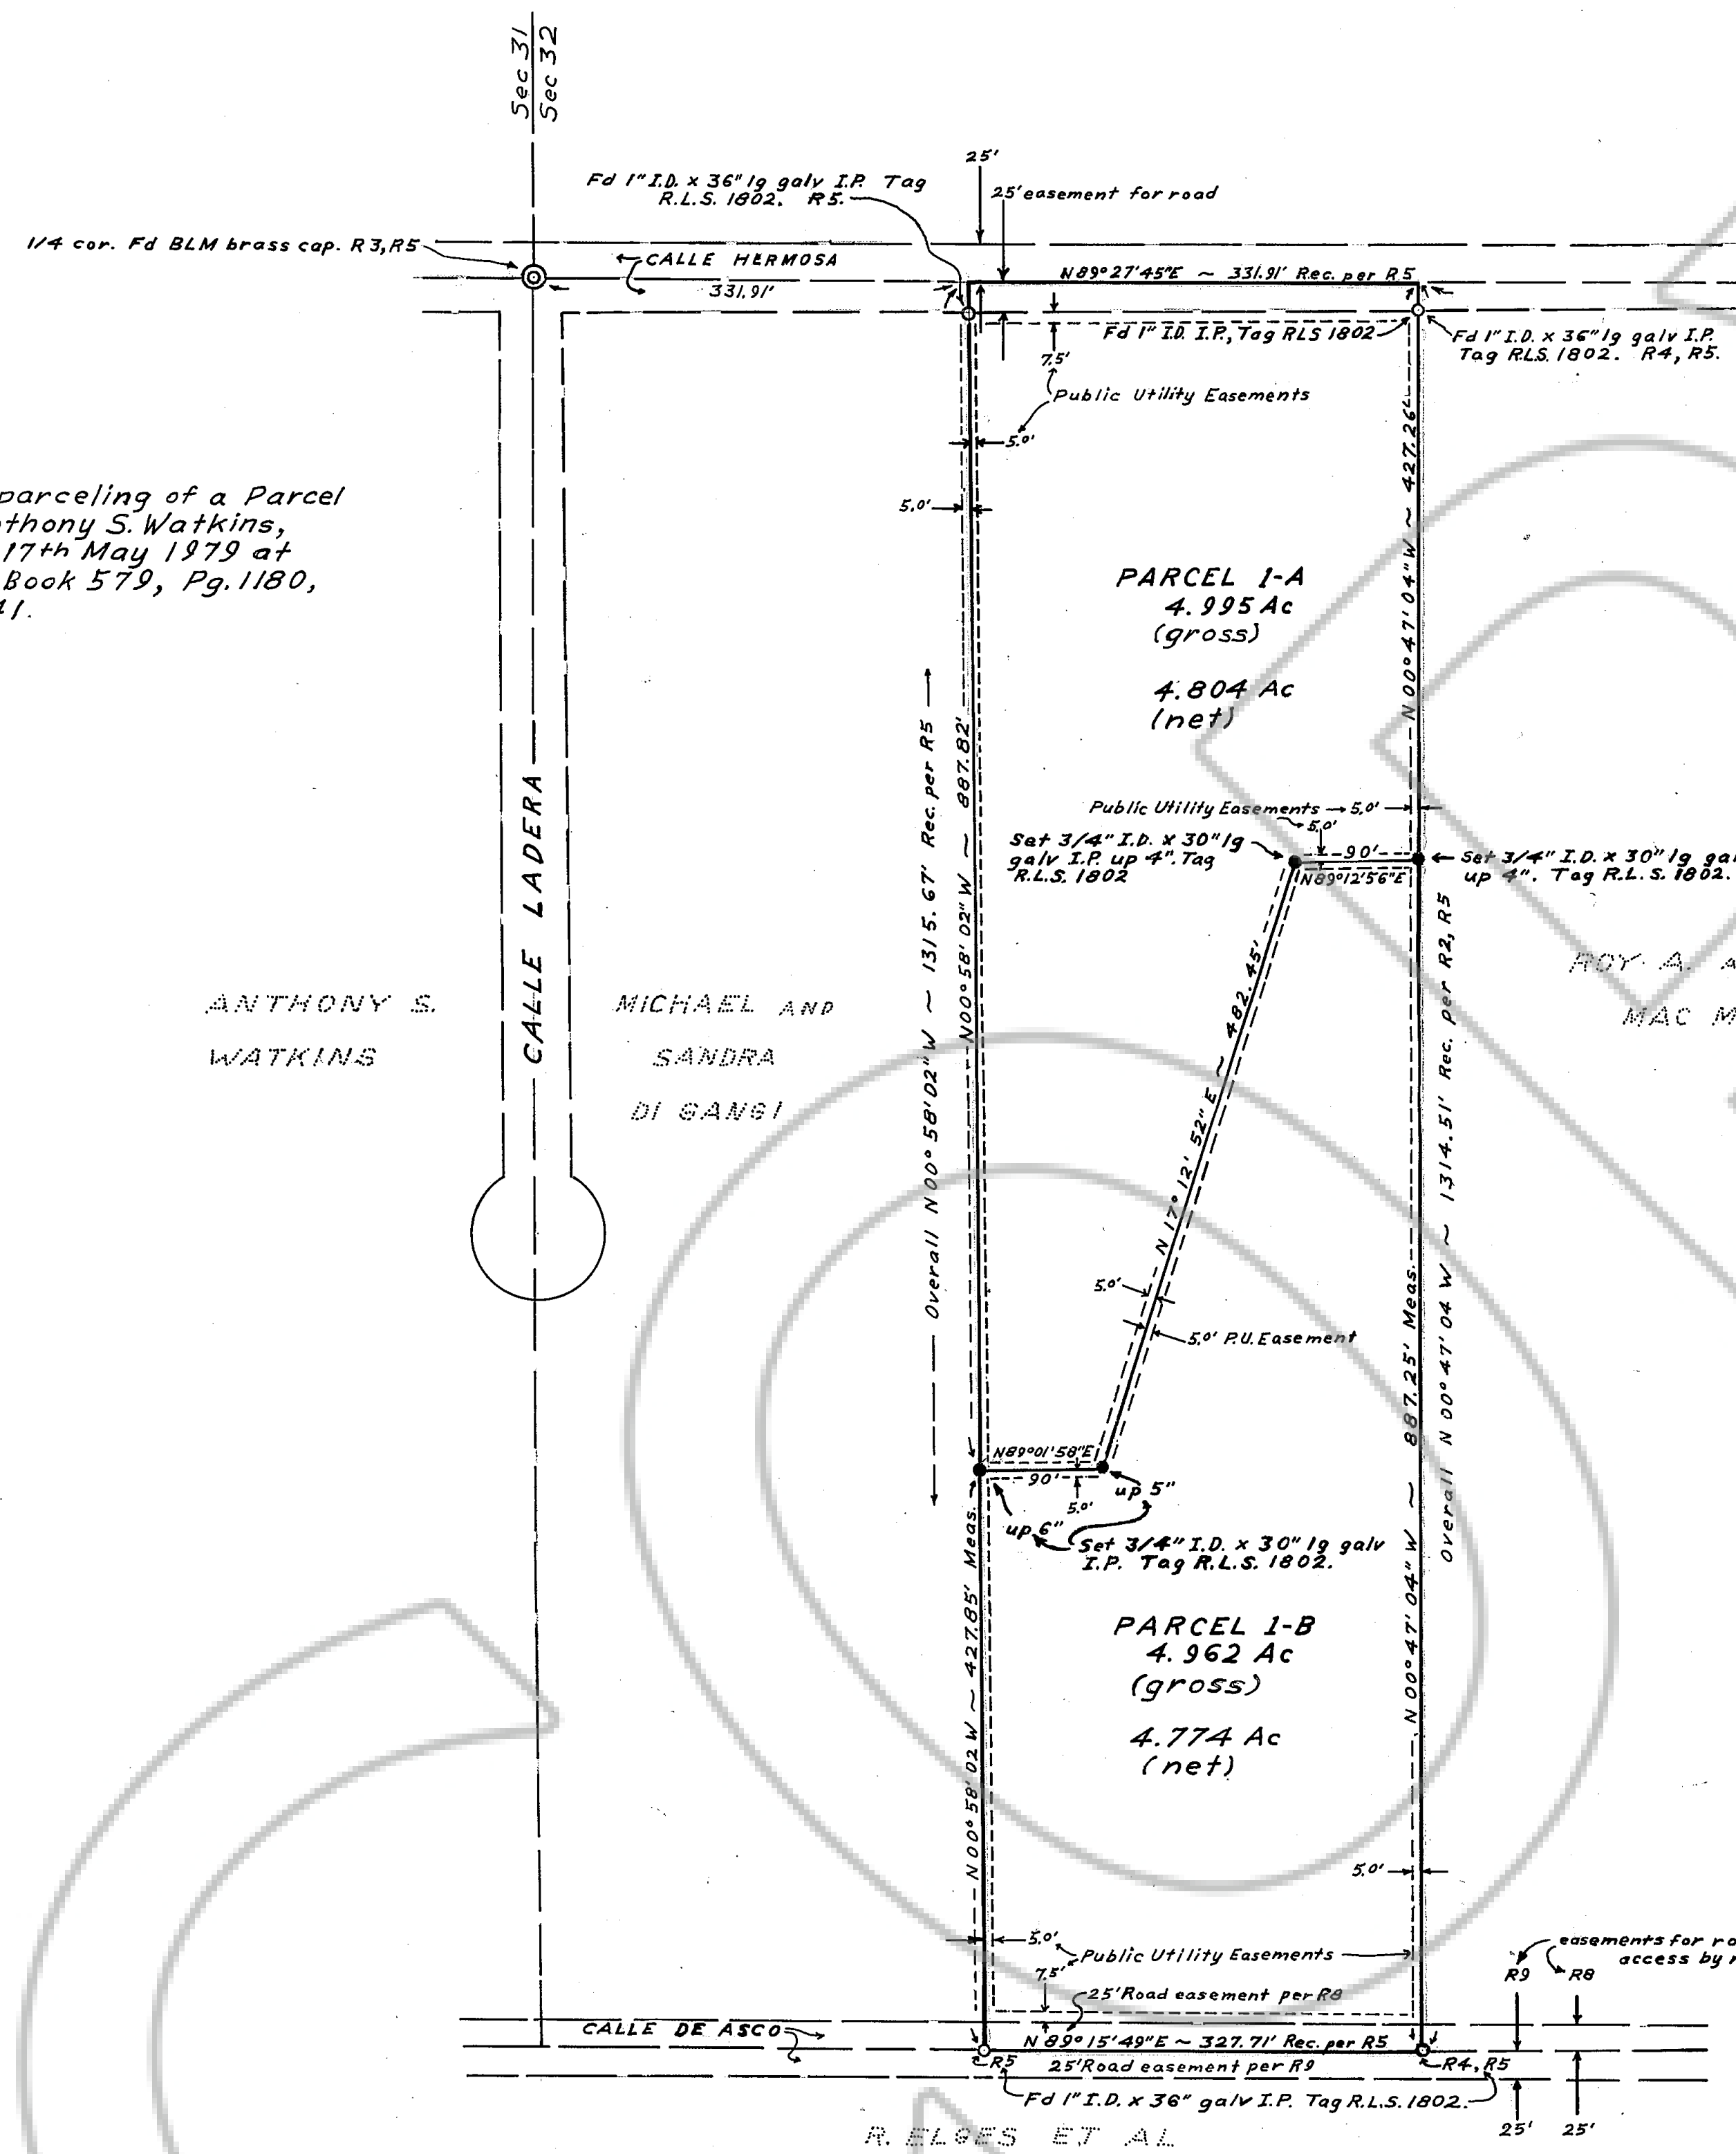 Sec 31
Sec 32
25'
25' easement for road
Fd 1" I.D. x 36" lg galv I.P. Tag
R.L.S. 1802. R5.
1/4 cor. Fd BLM brass cap. R3, R5
CALLE HERMOSA
331.91'
N 89° 27' 45" E ~ 331.91' Rec. per R5
Fd 1" I.D. I.P., Tag RLS 1802
Fd 1" I.D. x 36" lg galv I.P.
Tag RLS. 1802. R4, R5.
7.5'
Public Utility Easements
5.0'
5.0'
parceling of a Parcel
thony S. Watkins,
17th May 1979 at
Book 579, Pg. 1180,
41.
PARCEL 1-A
4.995 Ac
(gross)
4.804 Ac
(net)
N 00° 47' 04" W ~ 427.26'
Overall N 00° 58' 02" W ~ 1315.67' Rec. per R5
N 00° 58' 02" W ~ 887.82'
CALLE LADERA
Public Utility Easements 5.0'
5.0'
Set 3/4" I.D. x 30" lg
galv I.P. up 4". Tag
R.L.S. 1802
90'
N 89° 12' 56" E
Set 3/4" I.D. x 30" lg gal
up 4". Tag R.L.S. 1802.
ANTHONY S.
WATKINS
MICHAEL AND
SANDRA
DI GANGI
ROY A.
MAC M
N 17° 12' 52" E ~ 482.45'
Overall N 00° 47' 04 W ~ 1314.51' Rec. per R2, R5
5.0'
5.0' P.U. Easement
N 00° 47' 04" W ~ 887.25' Meas.
N 89° 01' 58" E
90'
5.0'
up 5"
up 6"
Set 3/4" I.D. x 30" lg galv
I.P. Tag R.L.S. 1802.
N 00° 58' 02 W ~ 427.85' Meas.
PARCEL 1-B
4.962 Ac
(gross)
4.774 Ac
(net)
5.0'
5.0'
Public Utility Easements
7.5'
25' Road easement per R8
easements for ro
access by
R9 R8
CALLE DE ASCO
N 89° 15' 49" E ~ 327.71' Rec. per R5
R5
25' Road easement per R9
R4, R5
Fd 1" I.D. x 36" galv I.P. Tag R.L.S. 1802.
25' 25'
R. ELGES ET AL